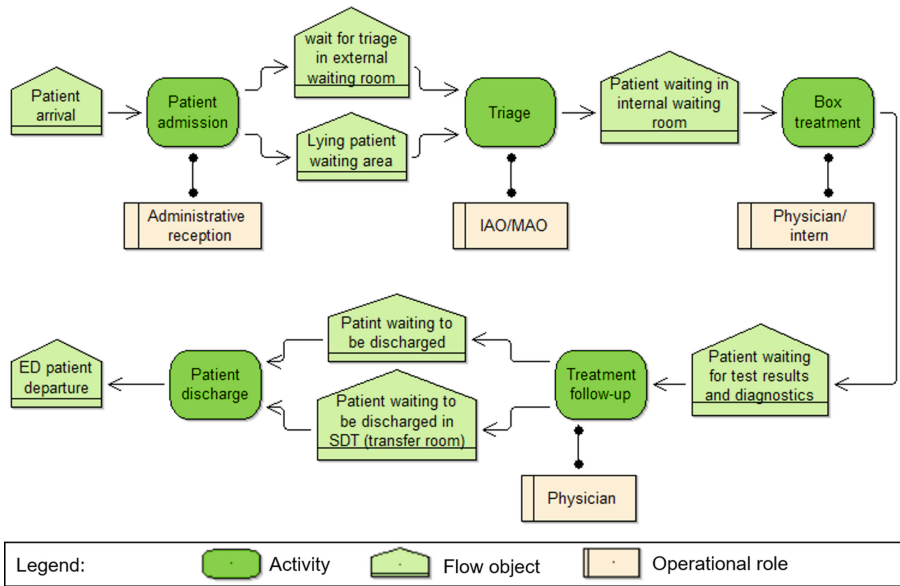 Patient
arrival
Patient
admission
wait for triage
in external
waiting room
Lying patient
waiting area
Triage
Patient waiting in
internal waiting
room
Box
treatment
Administrative
reception
IAO/MAO
Physician/
intern
ED patient
departure
Patient
discharge
Patint waiting to
be discharged
Patient waiting to
be discharged in
SDT (transfer room)
Treatment
follow-up
Patient waiting
for test results
and diagnostics
Physician
Legend:
Activity
Flow object
Operational role